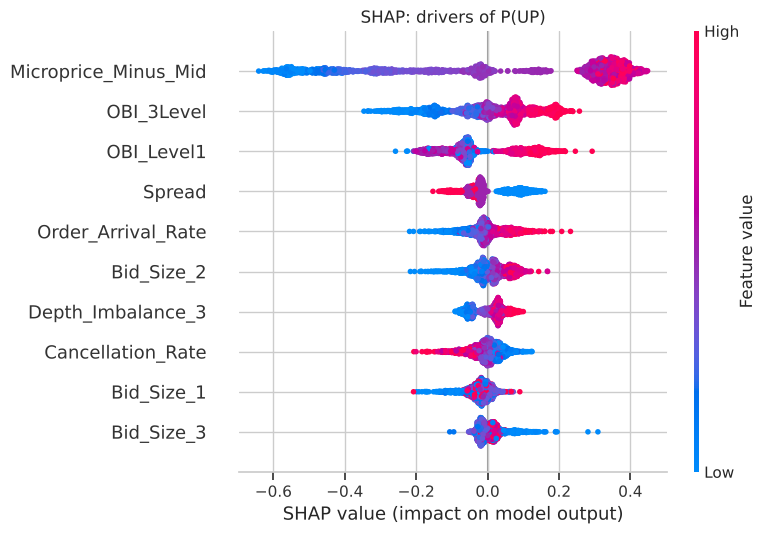 SHAP: drivers of P(UP)
High
Microprice_Minus_Mid
OBI_3Level
OBI_Level1
Spread
Order_Arrival_Rate
Bid_Size_2
Depth_Imbalance_3
Cancellation_Rate
Bid_Size_1
Bid_Size_3
Feature value
Low
−0.6 −0.4 −0.2 0.0 0.2 0.4
SHAP value (impact on model output)